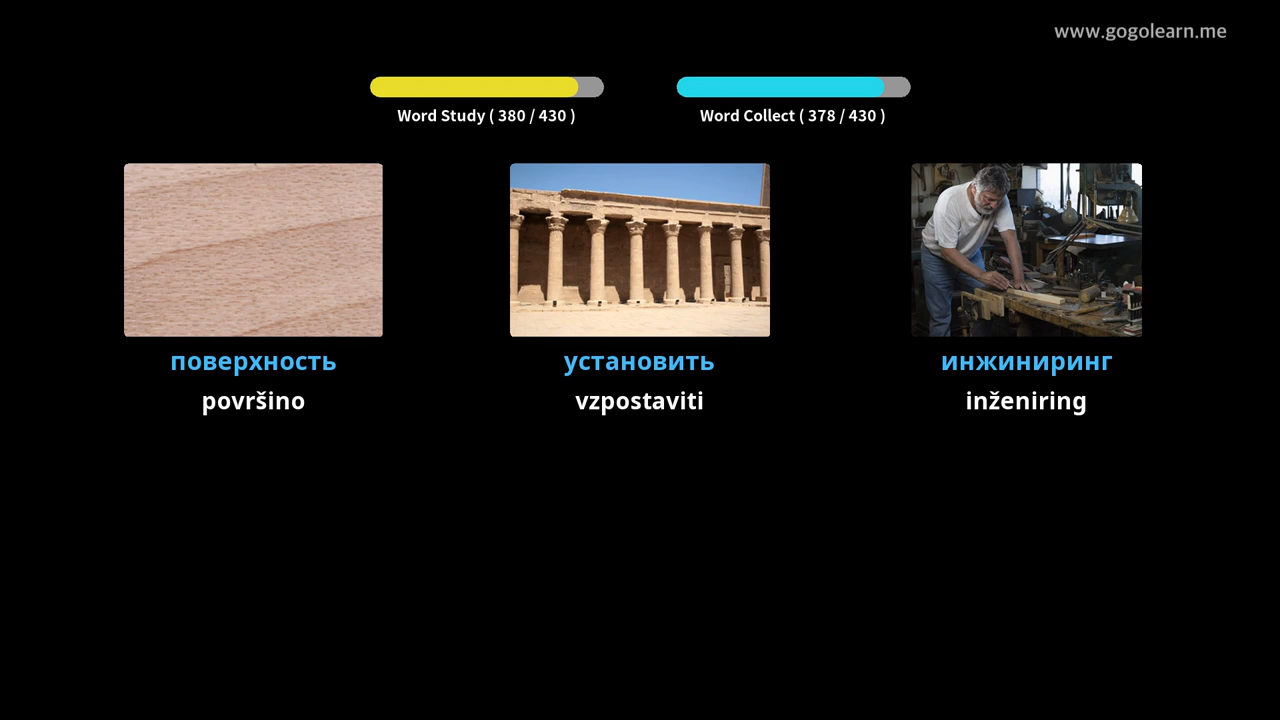 www.gogolearn.me
Word Study ( 380 / 430 )
Word Collect ( 378 / 430 )
поверхность
površino
установить
vzpostaviti
инжиниринг
inženiring